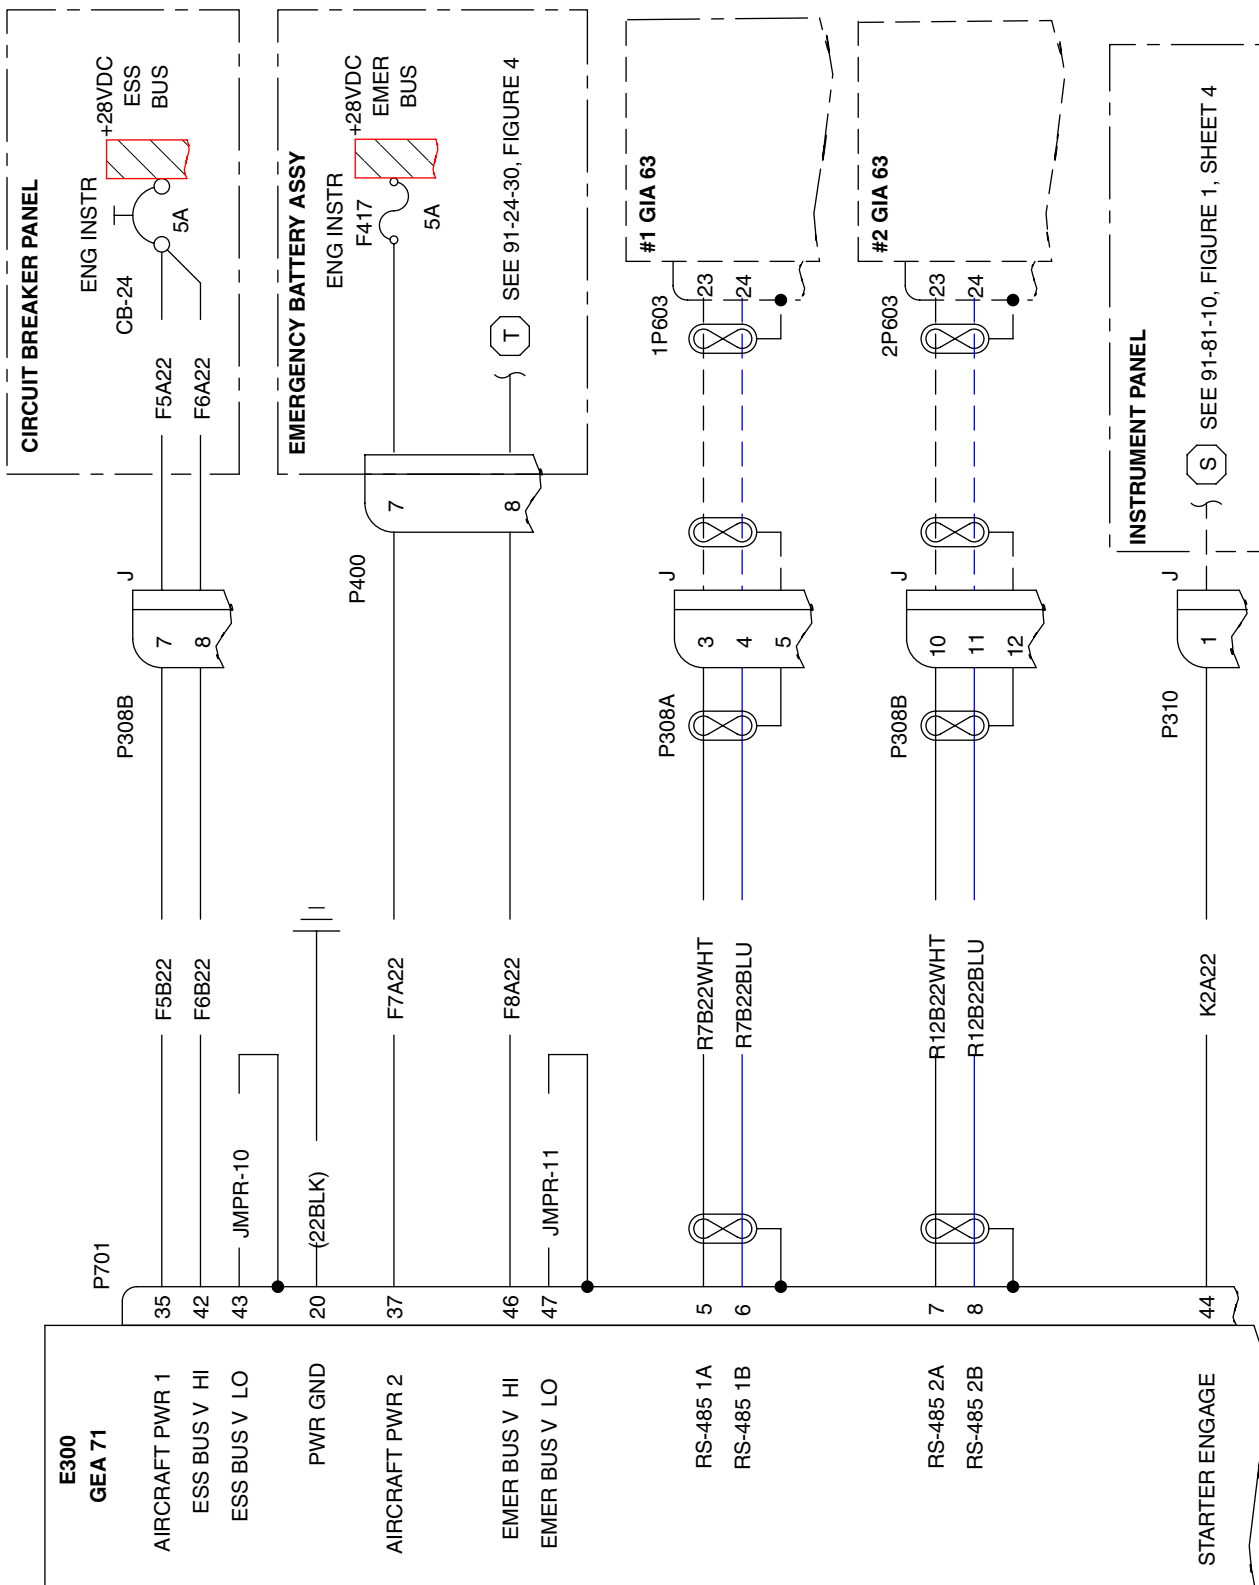 CIRCUIT BREAKER PANEL
ENG INSTR
CB-24
5A
+28VDC
ESS
BUS
F5A22
F6A22
J
7
8
P308B
F5B22
F6B22
JMPR-10
(22BLK)
EMERGENCY BATTERY ASSY
ENG INSTR
F417
5A
+28VDC
EMER
BUS
T
SEE 91-24-30, FIGURE 4
7
8
P400
F7A22
F8A22
JMPR-11
#1 GIA 63
1P603
23
24
J
3
4
5
P308A
R7B22WHT
R7B22BLU
#2 GIA 63
2P603
23
24
J
10
11
12
P308B
R12B22WHT
R12B22BLU
INSTRUMENT PANEL
S
SEE 91-81-10, FIGURE 1, SHEET 4
J
1
P310
K2A22
P701
E300
GEA 71
AIRCRAFT PWR 1 35
ESS BUS V HI 42
ESS BUS V LO 43
PWR GND 20
AIRCRAFT PWR 2 37
EMER BUS V HI 46
EMER BUS V LO 47
RS-485 1A 5
RS-485 1B 6
RS-485 2A 7
RS-485 2B 8
STARTER ENGAGE 44